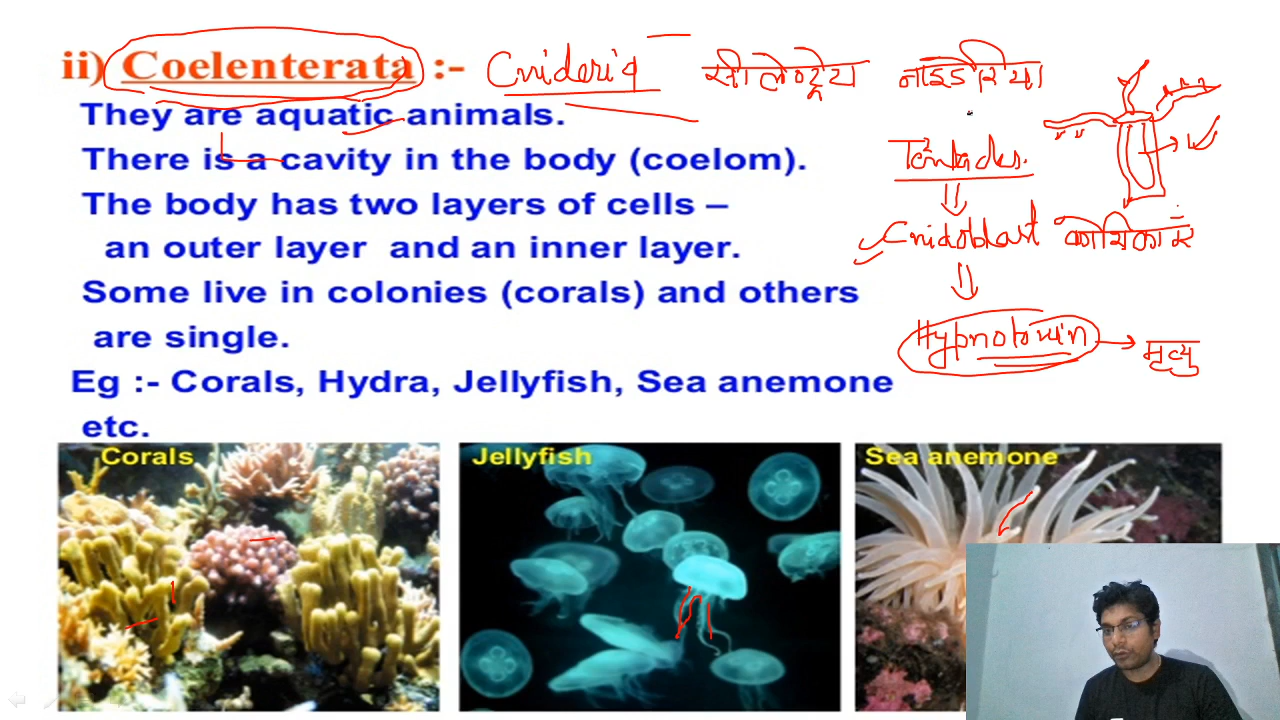 ii) Coelenterata :- Cnideria सीलेण्ट्रेटा नाइडेरिया
They are aquatic animals.
There is a cavity in the body (coelom).
Tentacles.
The body has two layers of cells –
Cnidoblast कोशिकाएं
an outer layer and an inner layer.
Some live in colonies (corals) and others
are single.
Hypnotoxin → मृत्यु
Eg :- Corals, Hydra, Jellyfish, Sea anemone
etc.
Corals
Jellyfish
Sea anemone